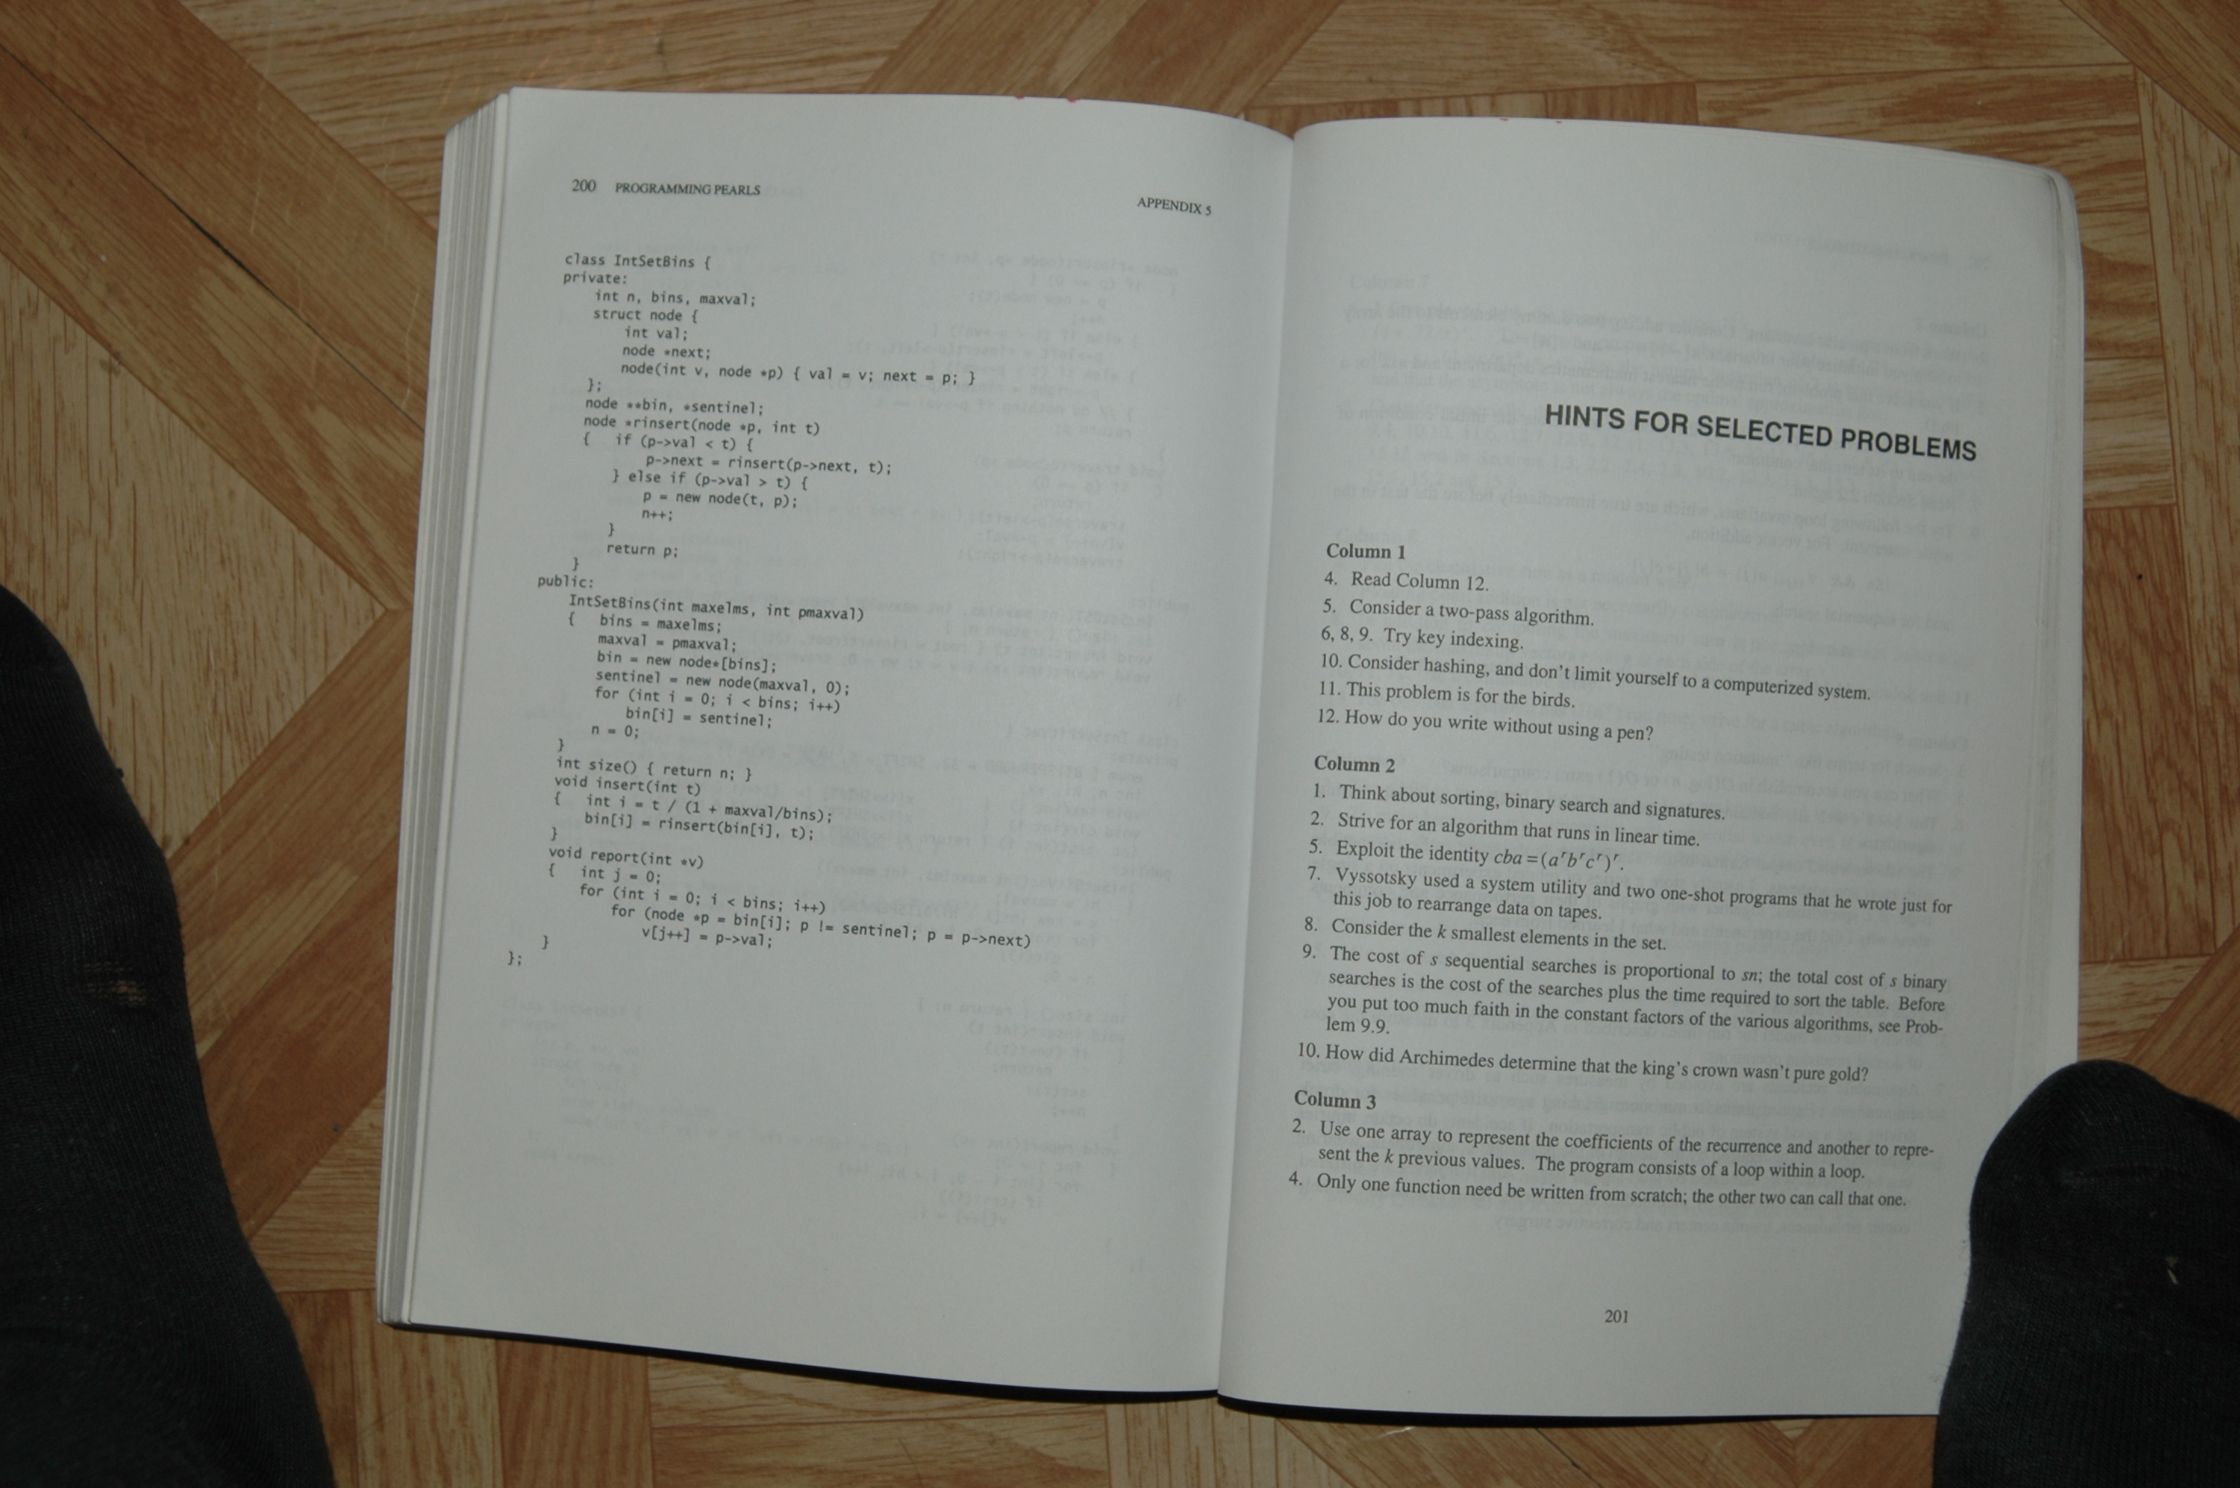 200 PROGRAMMING PEARLS APPENDIX 5
class IntSetBins {
private:
int n, bins, maxval;
struct node {
int val;
node *next;
node(int v, node *p) { val = v; next = p; }
};
node **bin, *sentinel;
node *rinsert(node *p, int t)
{ if (p->val < t) {
p->next = rinsert(p->next, t);
} else if (p->val > t) {
p = new node(t, p);
n++;
}
return p;
}
public:
IntSetBins(int maxelms, int pmaxval)
{ bins = maxelms;
maxval = pmaxval;
bin = new node*[bins];
sentinel = new node(maxval, 0);
for (int i = 0; i < bins; i++)
bin[i] = sentinel;
n = 0;
}
int size() { return n; }
void insert(int t)
{ int i = t / (1 + maxval/bins);
bin[i] = rinsert(bin[i], t);
}
void report(int *v)
{ int j = 0;
for (int i = 0; i < bins; i++)
for (node *p = bin[i]; p != sentinel; p = p->next)
v[j++] = p->val;
}
};
HINTS FOR SELECTED PROBLEMS
Column 1
4. Read Column 12.
5. Consider a two-pass algorithm.
6, 8, 9. Try key indexing.
10. Consider hashing, and don't limit yourself to a computerized system.
11. This problem is for the birds.
12. How do you write without using a pen?
Column 2
1. Think about sorting, binary search and signatures.
2. Strive for an algorithm that runs in linear time.
5. Exploit the identity cba = (aʳbʳcʳ)ʳ.
7. Vyssotsky used a system utility and two one-shot programs that he wrote just for
this job to rearrange data on tapes.
8. Consider the k smallest elements in the set.
9. The cost of s sequential searches is proportional to sn; the total cost of s binary
searches is the cost of the searches plus the time required to sort the table. Before
you put too much faith in the constant factors of the various algorithms, see Prob-
lem 9.9.
10. How did Archimedes determine that the king's crown wasn't pure gold?
Column 3
2. Use one array to represent the coefficients of the recurrence and another to repre-
sent the k previous values. The program consists of a loop within a loop.
4. Only one function need be written from scratch; the other two can call that one.
201